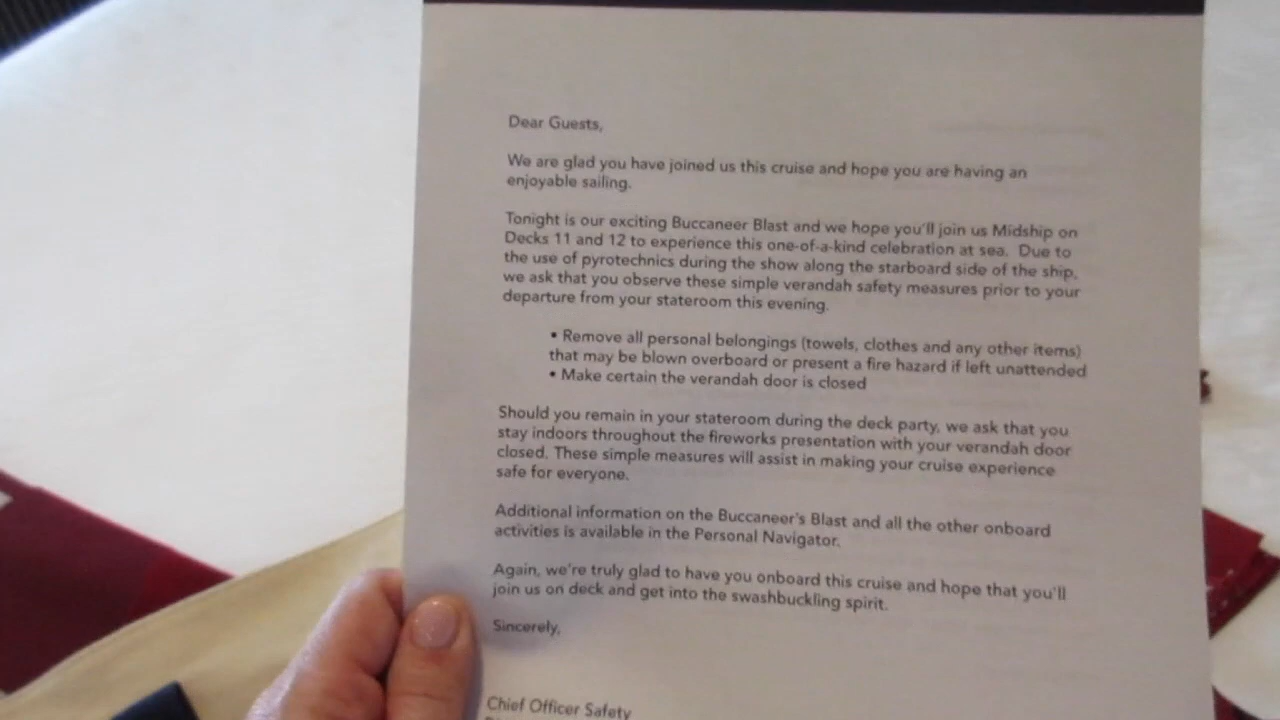 Dear Guests,
We are glad you have joined us this cruise and hope you are having an
enjoyable sailing.
Tonight is our exciting Buccaneer Blast and we hope you'll join us Midship on
Decks 11 and 12 to experience this one-of-a-kind celebration at sea. Due to
the use of pyrotechnics during the show along the starboard side of the ship,
we ask that you observe these simple verandah safety measures prior to your
departure from your stateroom this evening.
• Remove all personal belongings (towels, clothes and any other items)
that may be blown overboard or present a fire hazard if left unattended
• Make certain the verandah door is closed
Should you remain in your stateroom during the deck party, we ask that you
stay indoors throughout the fireworks presentation with your verandah door
closed. These simple measures will assist in making your cruise experience
safe for everyone.
Additional information on the Buccaneer's Blast and all the other onboard
activities is available in the Personal Navigator.
Again, we're truly glad to have you onboard this cruise and hope that you'll
join us on deck and get into the swashbuckling spirit.
Sincerely,
Chief Officer Safety